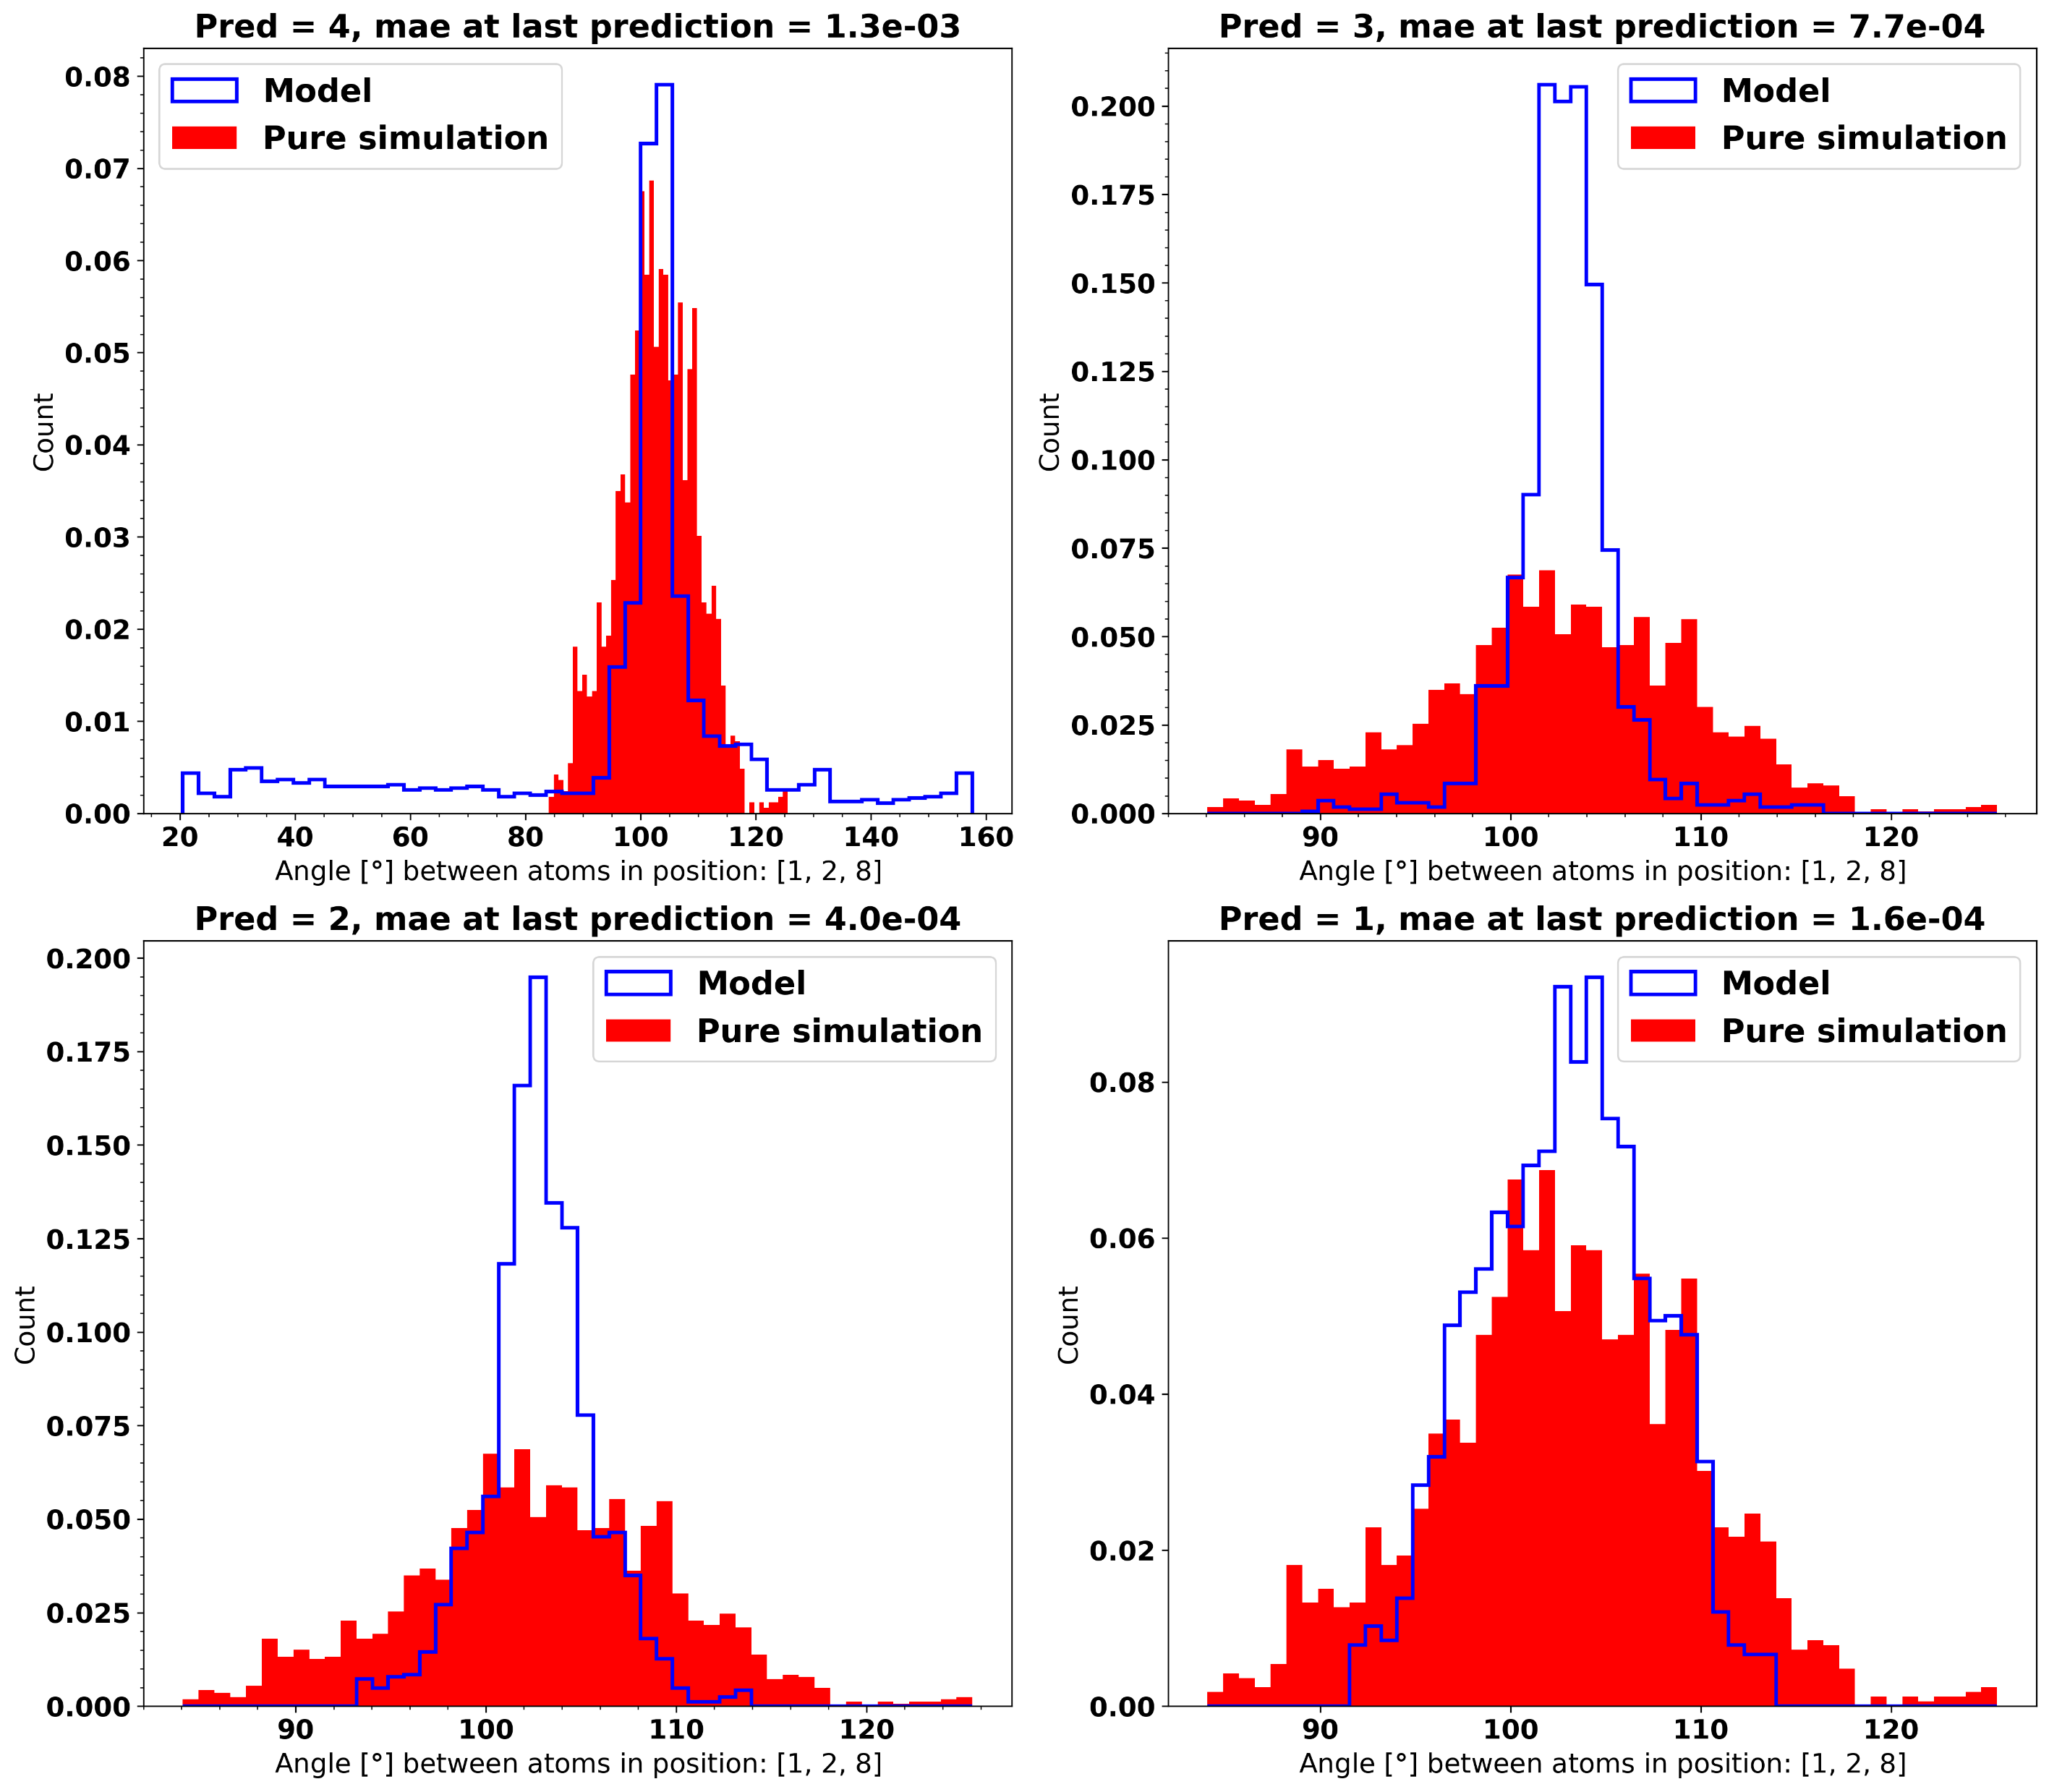 Pred = 4, mae at last prediction = 1.3e-03
Model
Pure simulation
0.08
0.07
0.06
0.05
0.04
0.03
0.02
0.01
0.00
Count
20 40 60 80 100 120 140 160
Angle [°] between atoms in position: [1, 2, 8]
Pred = 3, mae at last prediction = 7.7e-04
Model
Pure simulation
0.200
0.175
0.150
0.125
0.100
0.075
0.050
0.025
0.000
Count
90 100 110 120
Angle [°] between atoms in position: [1, 2, 8]
Pred = 2, mae at last prediction = 4.0e-04
Model
Pure simulation
0.200
0.175
0.150
0.125
0.100
0.075
0.050
0.025
0.000
Count
90 100 110 120
Angle [°] between atoms in position: [1, 2, 8]
Pred = 1, mae at last prediction = 1.6e-04
Model
Pure simulation
0.08
0.06
0.04
0.02
0.00
Count
90 100 110 120
Angle [°] between atoms in position: [1, 2, 8]